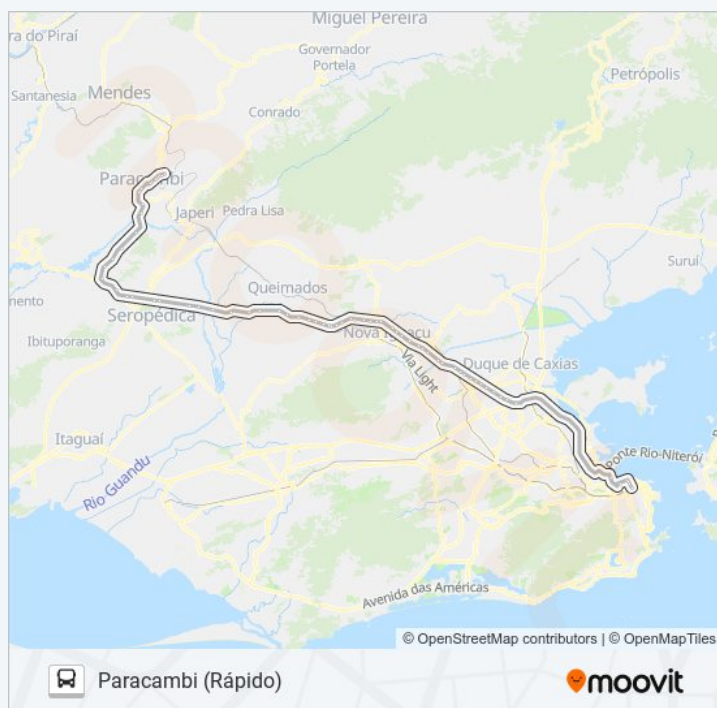 Miguel Pereira
ra do Piraí
Governador
Portela
Petrópolis
Mendes
Santanesia
Conrado
Paracambi
Japeri
Pedra Lisa
Suruí
Queimados
mento
Seropédica
Ibituporanga
Nova Iguaçu
Duque de Caxias
Via Light
Itaguaí
Ponte Rio-Niterói
Rio Guandu
Avenida das Américas
© OpenStreetMap contributors | © OpenMapTiles
Paracambi (Rápido)
moovit